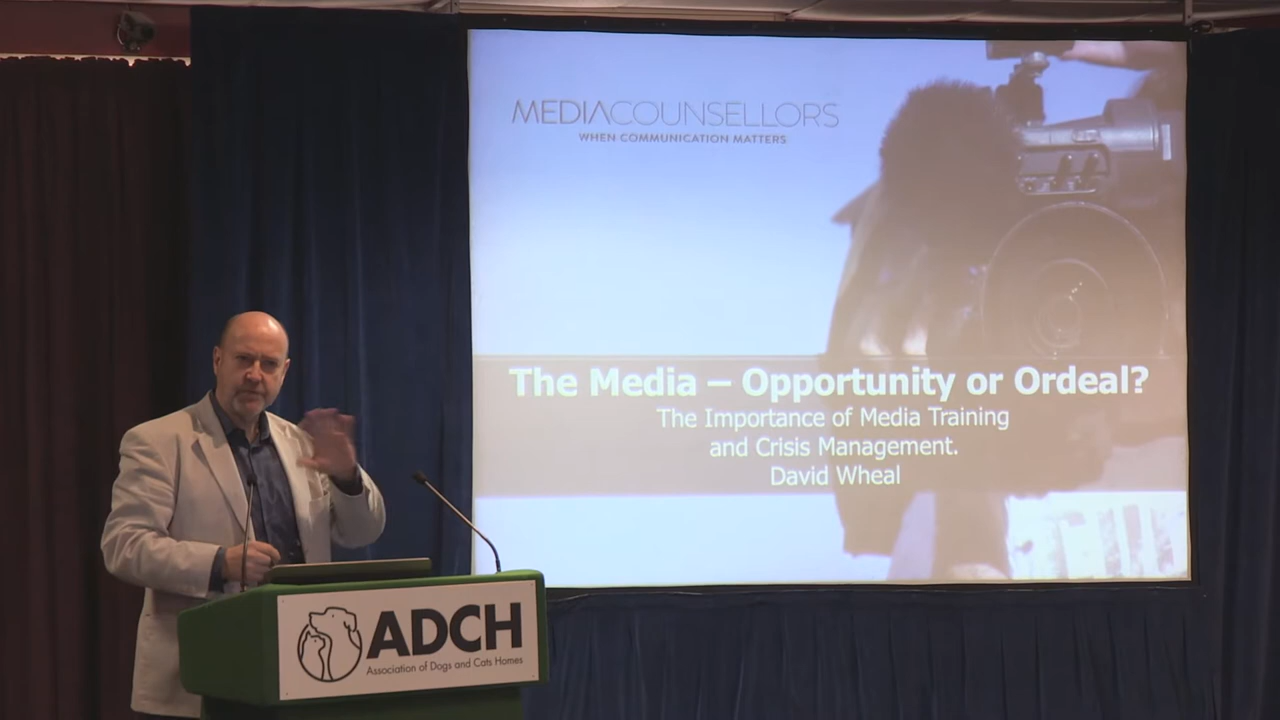 MEDIACOUNSELLORS
WHEN COMMUNICATION MATTERS
The Media – Opportunity or Ordeal?
The Importance of Media Training
and Crisis Management.
David Wheal
ADCH
Association of Dogs and Cats Homes